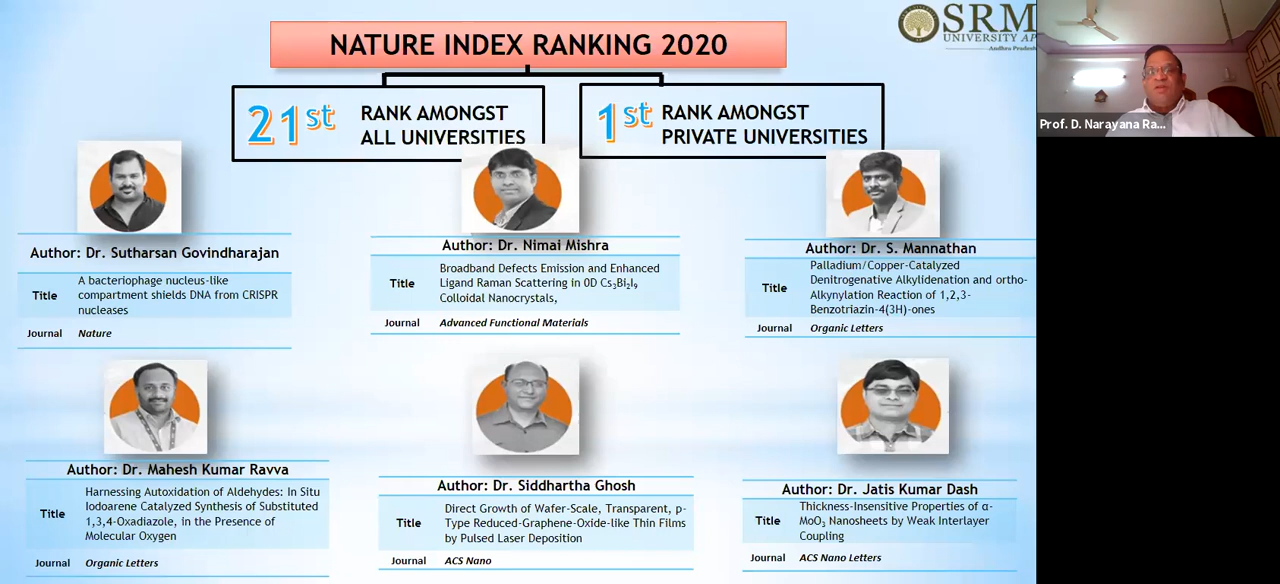 NATURE INDEX RANKING 2020
SRM
UNIVERSITY AP
Andhra Pradesh
Prof. D. Narayana Ra...
21st
RANK AMONGST
ALL UNIVERSITIES
1st
RANK AMONGST
PRIVATE UNIVERSITIES
Author: Dr. Sutharsan Govindharajan
Title
A bacteriophage nucleus-like
compartment shields DNA from CRISPR
nucleases
Journal
Nature
Author: Dr. Nimai Mishra
Title
Broadband Defects Emission and Enhanced
Ligand Raman Scattering in 0D Cs₃Bi₂I₉
Colloidal Nanocrystals,
Journal
Advanced Functional Materials
Author: Dr. S. Mannathan
Title
Palladium/Copper-Catalyzed
Denitrogenative Alkylidenation and ortho-
Alkynylation Reaction of 1,2,3-
Benzotriazin-4(3H)-ones
Journal
Organic Letters
Author: Dr. Mahesh Kumar Ravva
Title
Harnessing Autoxidation of Aldehydes: In Situ
Iodoarene Catalyzed Synthesis of Substituted
1,3,4-Oxadiazole, in the Presence of
Molecular Oxygen
Journal
Organic Letters
Author: Dr. Siddhartha Ghosh
Title
Direct Growth of Wafer-Scale, Transparent, p-
Type Reduced-Graphene-Oxide-like Thin Films
by Pulsed Laser Deposition
Journal
ACS Nano
Author: Dr. Jatis Kumar Dash
Title
Thickness-Insensitive Properties of α-
MoO₃ Nanosheets by Weak Interlayer
Coupling
Journal
ACS Nano Letters